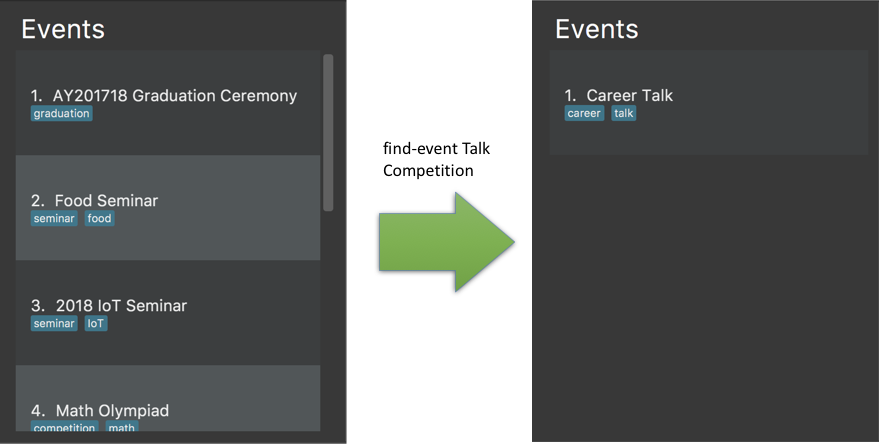 Events
1. AY201718 Graduation Ceremony
graduation
2. Food Seminar
seminar food
3. 2018 IoT Seminar
seminar IoT
4. Math Olympiad
competition math
find-event Talk
Competition
Events
1. Career Talk
career talk